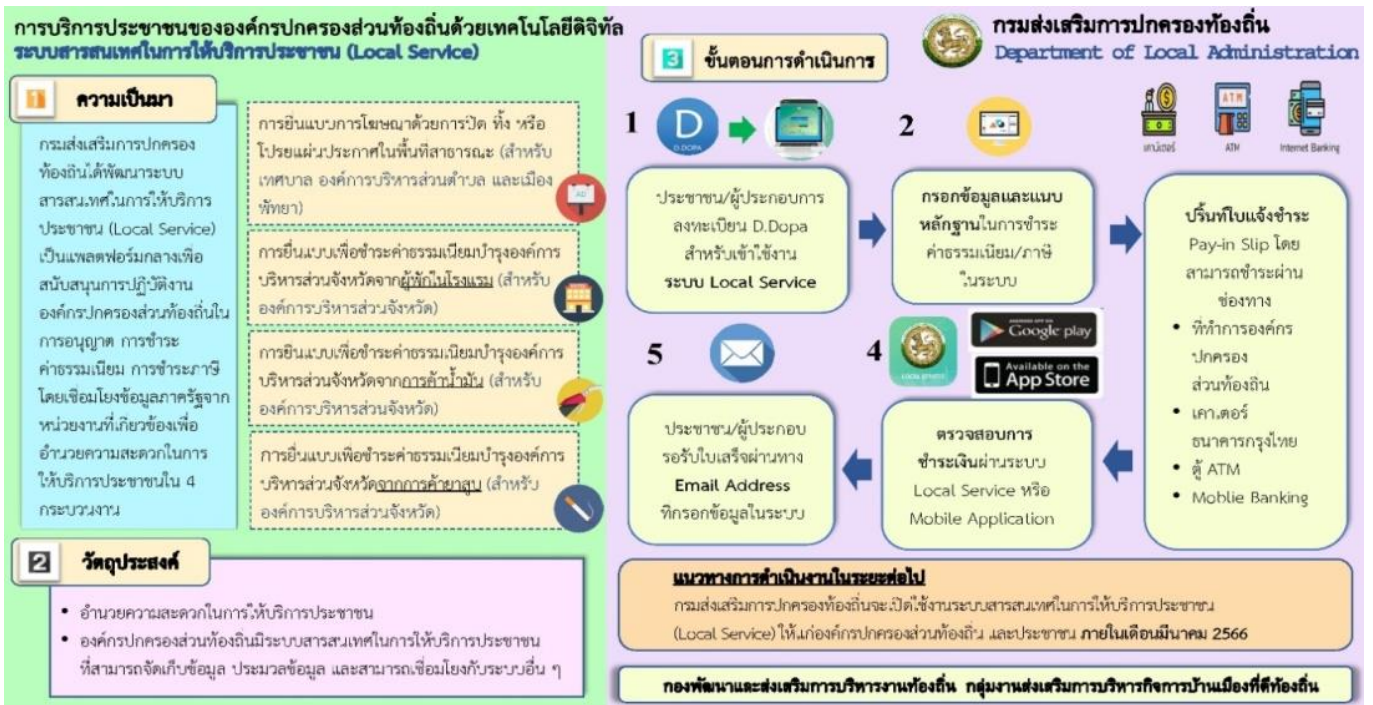 การบริการประชาชนขององค์กรปกครองส่วนท้องถิ่นด้วยเทคโนโลยีดิจิทัล
ระบบสารสนเทศในการให้บริการประชาชน (Local Service)
1 ความเป็นมา
กรมส่งเสริมการปกครอง
ท้องถิ่นได้พัฒนาระบบ
สารสนเทศในการให้บริการ
ประชาชน (Local Service)
เป็นแพลตฟอร์มกลางเพื่อ
สนับสนุนการปฏิบัติงาน
องค์กรปกครองส่วนท้องถิ่นใน
การอนุญาต การชำระ
ค่าธรรมเนียม การชำระภาษี
โดยเชื่อมโยงข้อมูลภาครัฐจาก
หน่วยงานที่เกี่ยวข้องเพื่อ
อำนวยความสะดวกในการ
ให้บริการประชาชนใน 4
กระบวนงาน
การยื่นแบบการโฆษณาด้วยการปิด ทิ้ง หรือ
โปรยแผ่นประกาศในพื้นที่สาธารณะ (สำหรับ
เทศบาล องค์การบริหารส่วนตำบล และเมือง
พัทยา)
AD
การยื่นแบบเพื่อชำระค่าธรรมเนียมบำรุงองค์การ
บริหารส่วนจังหวัดจากผู้พักในโรงแรม (สำหรับ
องค์การบริหารส่วนจังหวัด)
การยื่นแบบเพื่อชำระค่าธรรมเนียมบำรุงองค์การ
บริหารส่วนจังหวัดจากการค้าน้ำมัน (สำหรับ
องค์การบริหารส่วนจังหวัด)
การยื่นแบบเพื่อชำระค่าธรรมเนียมบำรุงองค์การ
บริหารส่วนจังหวัดจากการค้ายาสูบ (สำหรับ
องค์การบริหารส่วนจังหวัด)
2 วัตถุประสงค์
• อำนวยความสะดวกในการให้บริการประชาชน
• องค์กรปกครองส่วนท้องถิ่นมีระบบสารสนเทศในการให้บริการประชาชน
ที่สามารถจัดเก็บข้อมูล ประมวลข้อมูล และสามารถเชื่อมโยงกับระบบอื่น ๆ
กรมส่งเสริมการปกครองท้องถิ่น
Department of Local Administration
3 ขั้นตอนการดำเนินการ
1
D
D.DOPA
ประชาชน/ผู้ประกอบการ
ลงทะเบียน D.Dopa
สำหรับเข้าใช้งาน
ระบบ Local Service
2
กรอกข้อมูลและแนบ
หลักฐานในการชำระ
ค่าธรรมเนียม/ภาษี
ในระบบ
เคาน์เตอร์
ATM
ATM
Internet Banking
ปริ๊นท์ใบแจ้งชำระ
Pay-in Slip โดย
สามารถชำระผ่าน
ช่องทาง
• ที่ทำการองค์กร
ปกครอง
ส่วนท้องถิ่น
• เคาเตอร์
ธนาคารกรุงไทย
• ตู้ ATM
• Moblie Banking
4
LOCAL SERVICE
ANDROID APP ON
Google play
Available on the
App Store
ตรวจสอบการ
ชำระเงินผ่านระบบ
Local Service หรือ
Mobile Application
5
ประชาชน/ผู้ประกอบ
รอรับใบเสร็จผ่านทาง
Email Address
ที่กรอกข้อมูลในระบบ
แนวทางการดำเนินงานในระยะต่อไป
กรมส่งเสริมการปกครองท้องถิ่นจะเปิดใช้งานระบบสารสนเทศในการให้บริการประชาชน
(Local Service) ให้แก่องค์กรปกครองส่วนท้องถิ่น และประชาชน ภายในเดือนมีนาคม 2566
กองพัฒนาและส่งเสริมการบริหารงานท้องถิ่น กลุ่มงานส่งเสริมการบริหารกิจการบ้านเมืองที่ดีท้องถิ่น